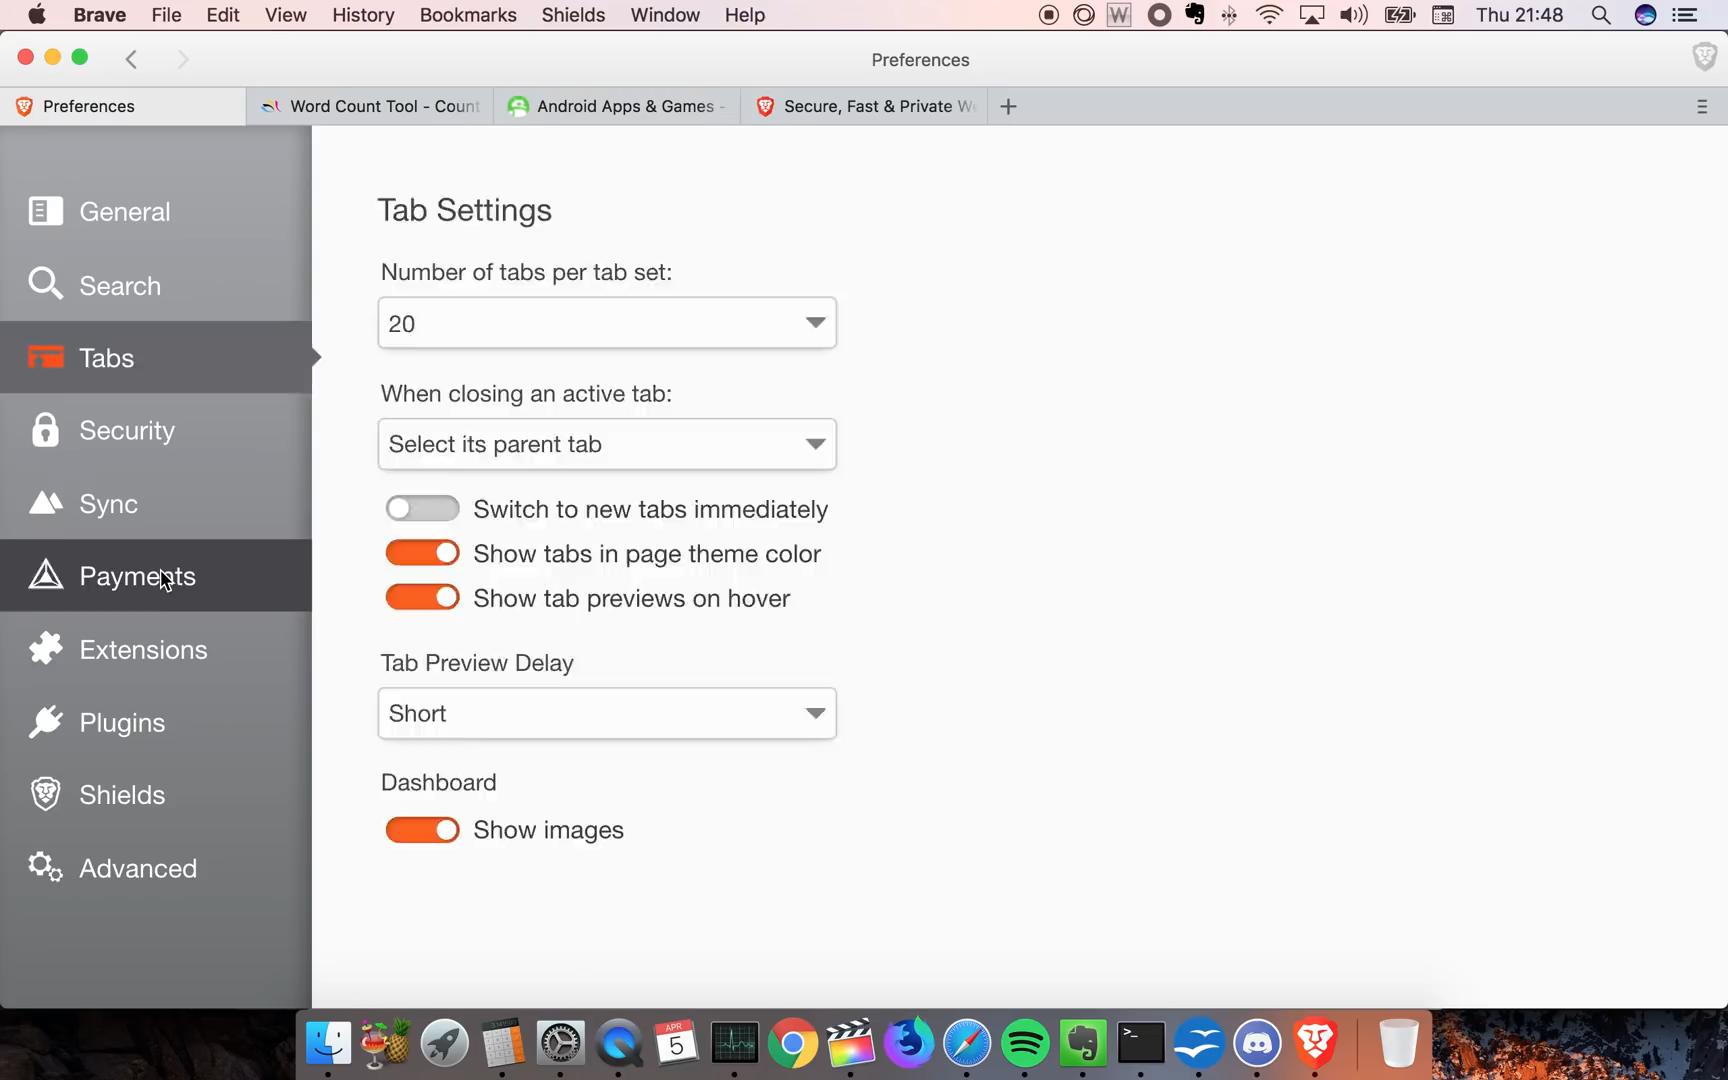 Brave File Edit View History Bookmarks Shields Window Help Thu 21:48
Preferences
Preferences Word Count Tool - Count Android Apps & Games - Secure, Fast & Private We
General
Search
Tabs
Security
Sync
Payments
Extensions
Plugins
Shields
Advanced
Tab Settings
Number of tabs per tab set:
20
When closing an active tab:
Select its parent tab
Switch to new tabs immediately
Show tabs in page theme color
Show tab previews on hover
Tab Preview Delay
Short
Dashboard
Show images
APR
5